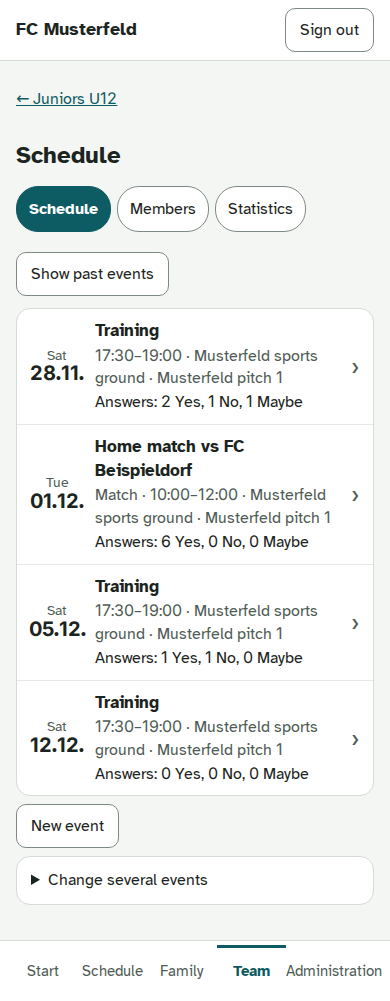 FC Musterfeld
Sign out
← Juniors U12
Schedule
Schedule
Members
Statistics
Show past events
Sat
28.11.
Training
17:30–19:00 · Musterfeld sports
ground · Musterfeld pitch 1
Answers: 2 Yes, 1 No, 1 Maybe
Tue
01.12.
Home match vs FC
Beispieldorf
Match · 10:00–12:00 · Musterfeld
sports ground · Musterfeld pitch 1
Answers: 6 Yes, 0 No, 0 Maybe
Sat
05.12.
Training
17:30–19:00 · Musterfeld sports
ground · Musterfeld pitch 1
Answers: 1 Yes, 1 No, 0 Maybe
Sat
12.12.
Training
17:30–19:00 · Musterfeld sports
ground · Musterfeld pitch 1
Answers: 0 Yes, 0 No, 0 Maybe
New event
Change several events
Start
Schedule
Family
Team
Administration